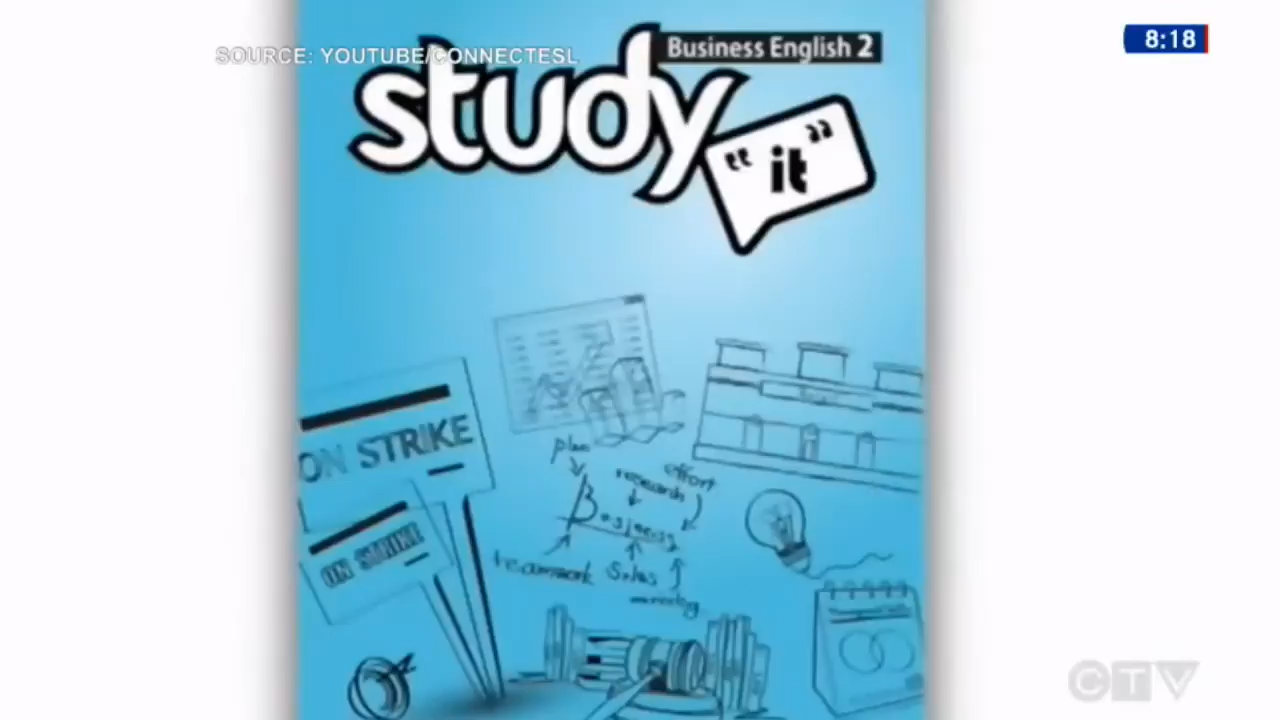 SOURCE: YOUTUBE/CONNECTESL
8:18
Business English 2
study
"it"
ON STRIKE
ON STRIKE
plan
research
effort
Business
teamwork
Sales
CTV